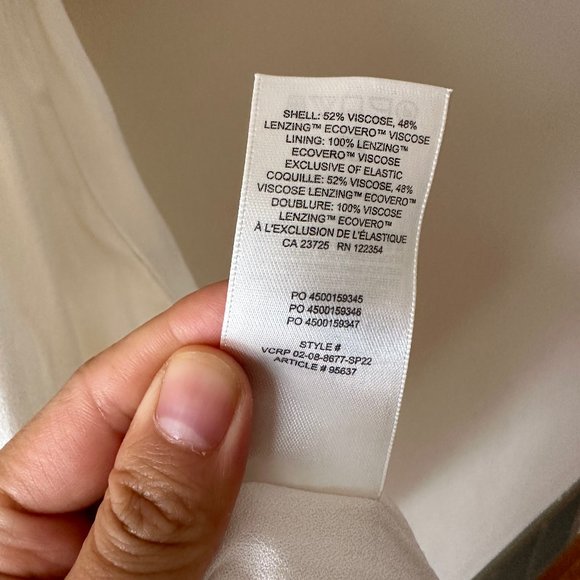 SHELL: 52% VISCOSE, 48%
LENZING™ ECOVERO™ VISCOSE
LINING: 100% LENZING™
ECOVERO™ VISCOSE
EXCLUSIVE OF ELASTIC
COQUILLE: 52% VISCOSE, 48%
VISCOSE LENZING™ ECOVERO™
DOUBLURE: 100% VISCOSE
LENZING™ ECOVERO™
À L'EXCLUSION DE L'ÉLASTIQUE
CA 23725 RN 122354
PO 4500159345
PO 4500159346
PO 4500159347
STYLE #
VCRP 02-08-8677-SP22
ARTICLE # 95637